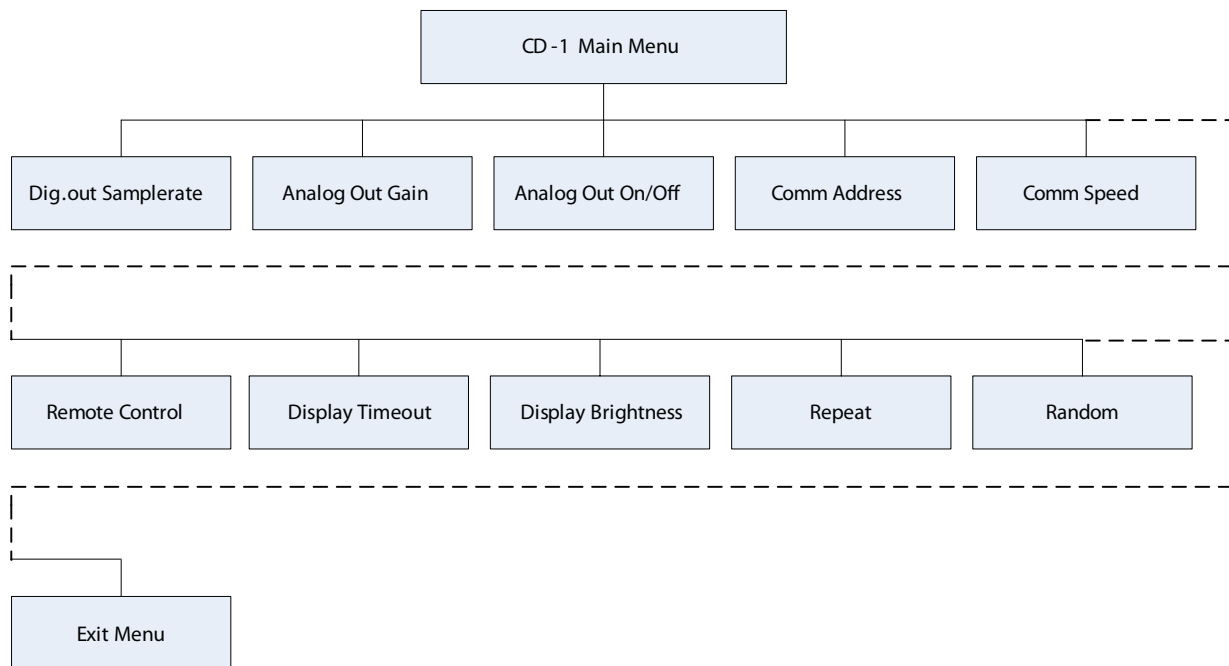 CD -1 Main Menu
Dig.out Samplerate
Analog Out Gain
Analog Out On/Off
Comm Address
Comm Speed
Remote Control
Display Timeout
Display Brightness
Repeat
Random
Exit Menu